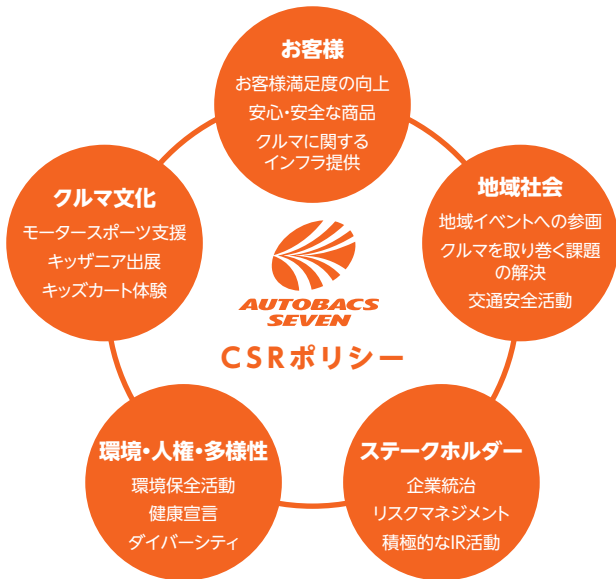 お客様
お客様満足度の向上
安心・安全な商品
クルマに関する
インフラ提供
地域社会
地域イベントへの参画
クルマを取り巻く課題
の解決
交通安全活動
ステークホルダー
企業統治
リスクマネジメント
積極的なIR活動
環境・人権・多様性
環境保全活動
健康宣言
ダイバーシティ
クルマ文化
モータースポーツ支援
キッザニア出展
キッズカート体験
AUTOBACS
SEVEN
CSRポリシー